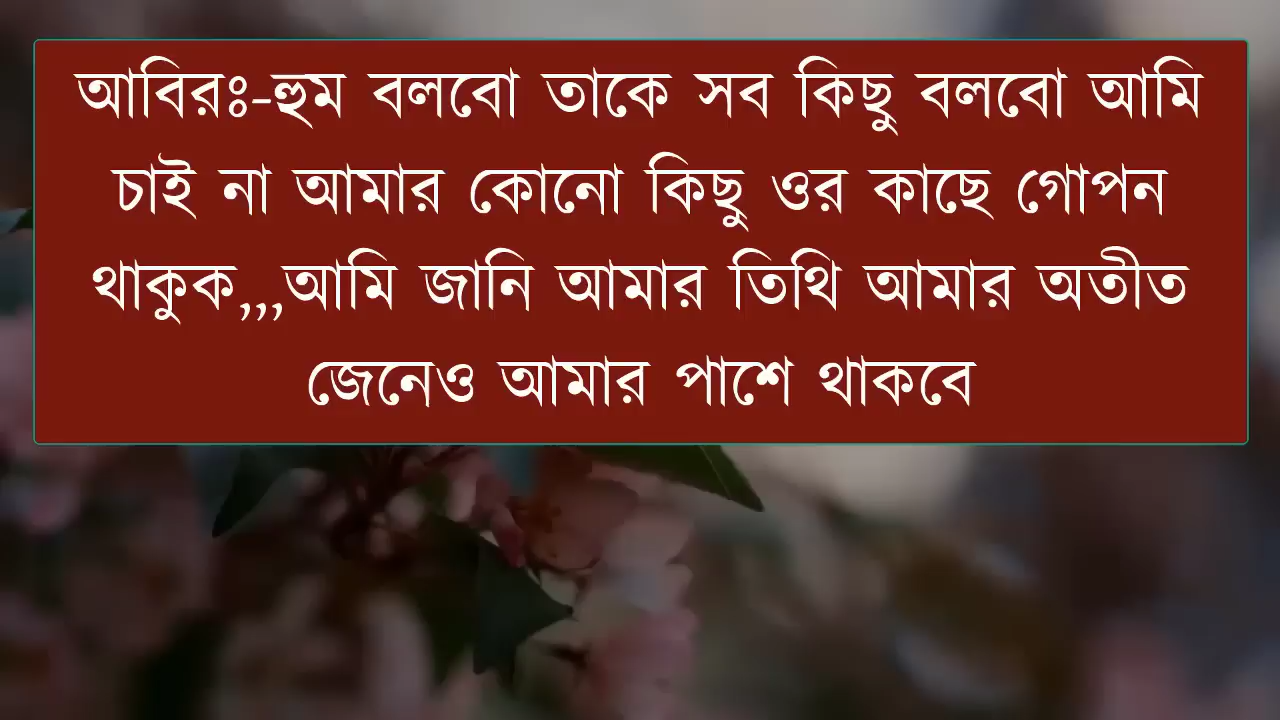 আবিরঃ-হুম বলবো তাকে সব কিছু বলবো আমি
চাই না আমার কোনো কিছু ওর কাছে গোপন
থাকুক,,,আমি জানি আমার তিথি আমার অতীত
জেনেও আমার পাশে থাকবে